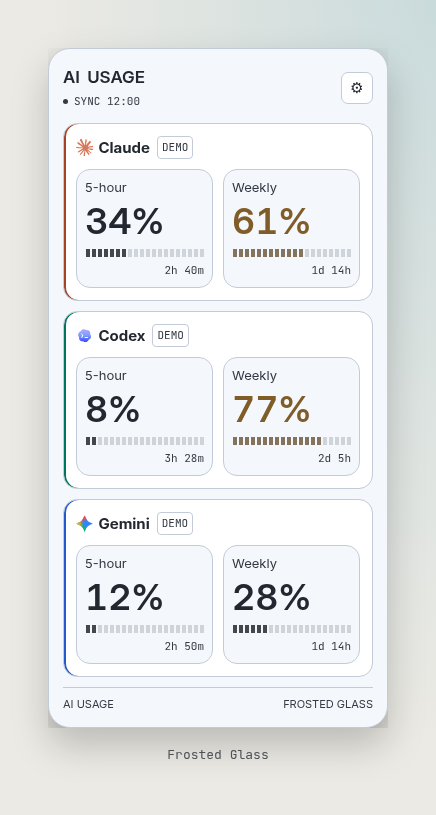 AI USAGE
SYNC 12:00
Claude DEMO
5-hour Weekly
34% 61%
2h 40m 1d 14h
Codex DEMO
5-hour Weekly
8% 77%
3h 28m 2d 5h
Gemini DEMO
5-hour Weekly
12% 28%
2h 50m 1d 14h
AI USAGE FROSTED GLASS
Frosted Glass